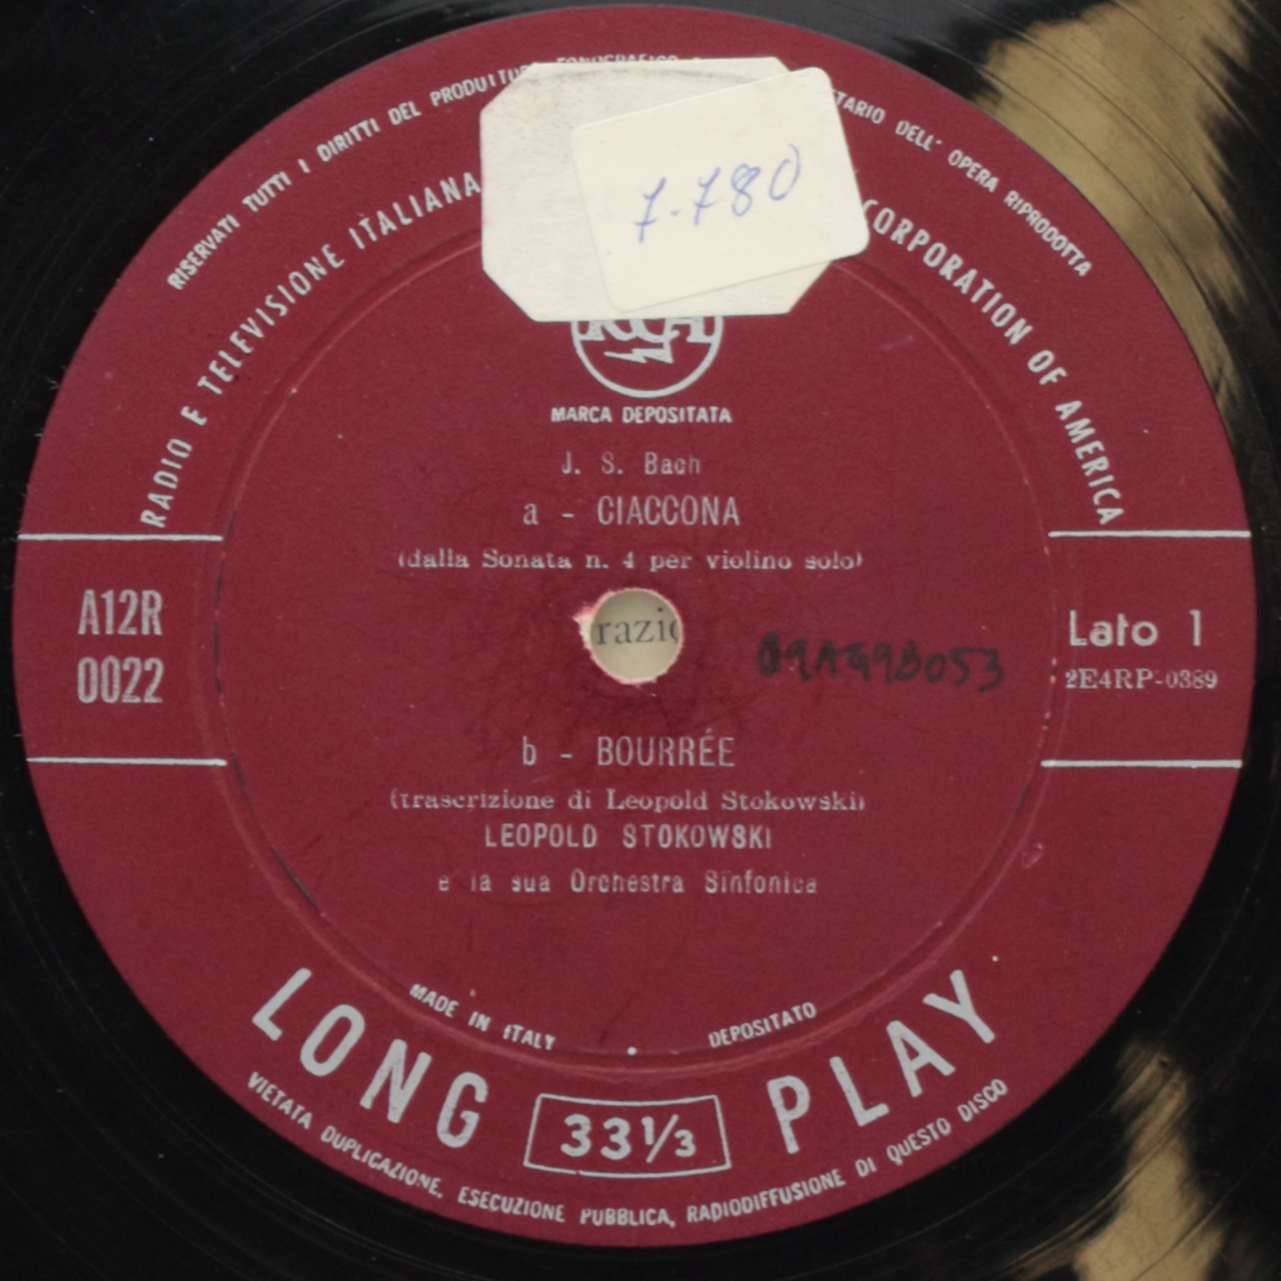 RISERVATI TUTTI I DIRITTI DEL
TARIO DELL' OPERA RIPRODOTTA
RADIO E TELEVISIONE ITALIANA
CORPORATION OF AMERICA
7.780
RCA
MARCA DEPOSITATA
J. S. Bach
a - CIACCONA
(dalla Sonata n. 4 per violino solo)
A12R
0022
razio
Lato 1
2E4RP-0389
b - BOURRÉE
(trascrizione di Leopold Stokowski)
LEOPOLD STOKOWSKI
e la sua Orchestra Sinfonica
MADE IN ITALY • DEPOSITATO
LONG 33⅓ PLAY
VIETATA DUPLICAZIONE, ESECUZIONE PUBBLICA, RADIODIFFUSIONE DI QUESTO DISCO